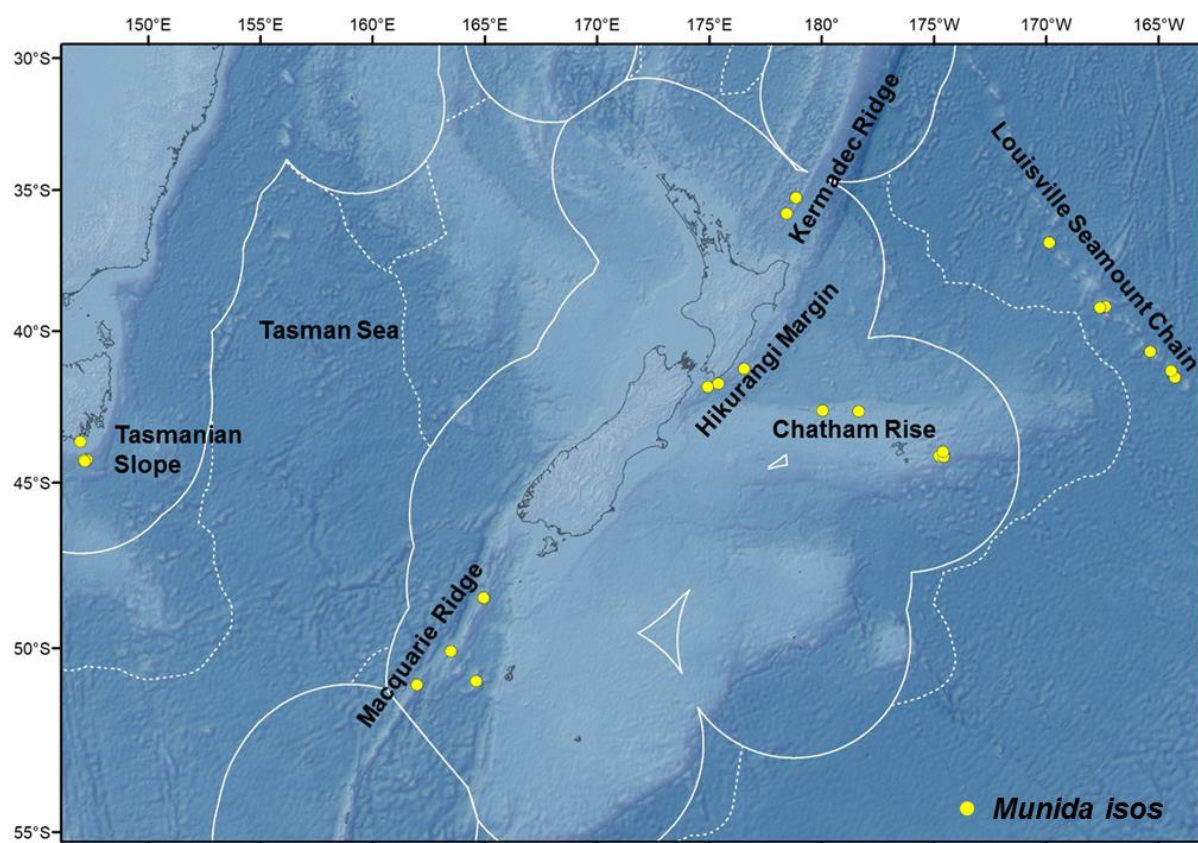 150°E 155°E 160°E 165°E 170°E 175°E 180° 175°W 170°W 165°W
30°S
35°S
40°S
45°S
50°S
55°S
Kermadec Ridge
Louisville Seamount Chain
Tasman Sea
Hikurangi Margin
Chatham Rise
Tasmanian
Slope
Macquarie Ridge
Munida isos